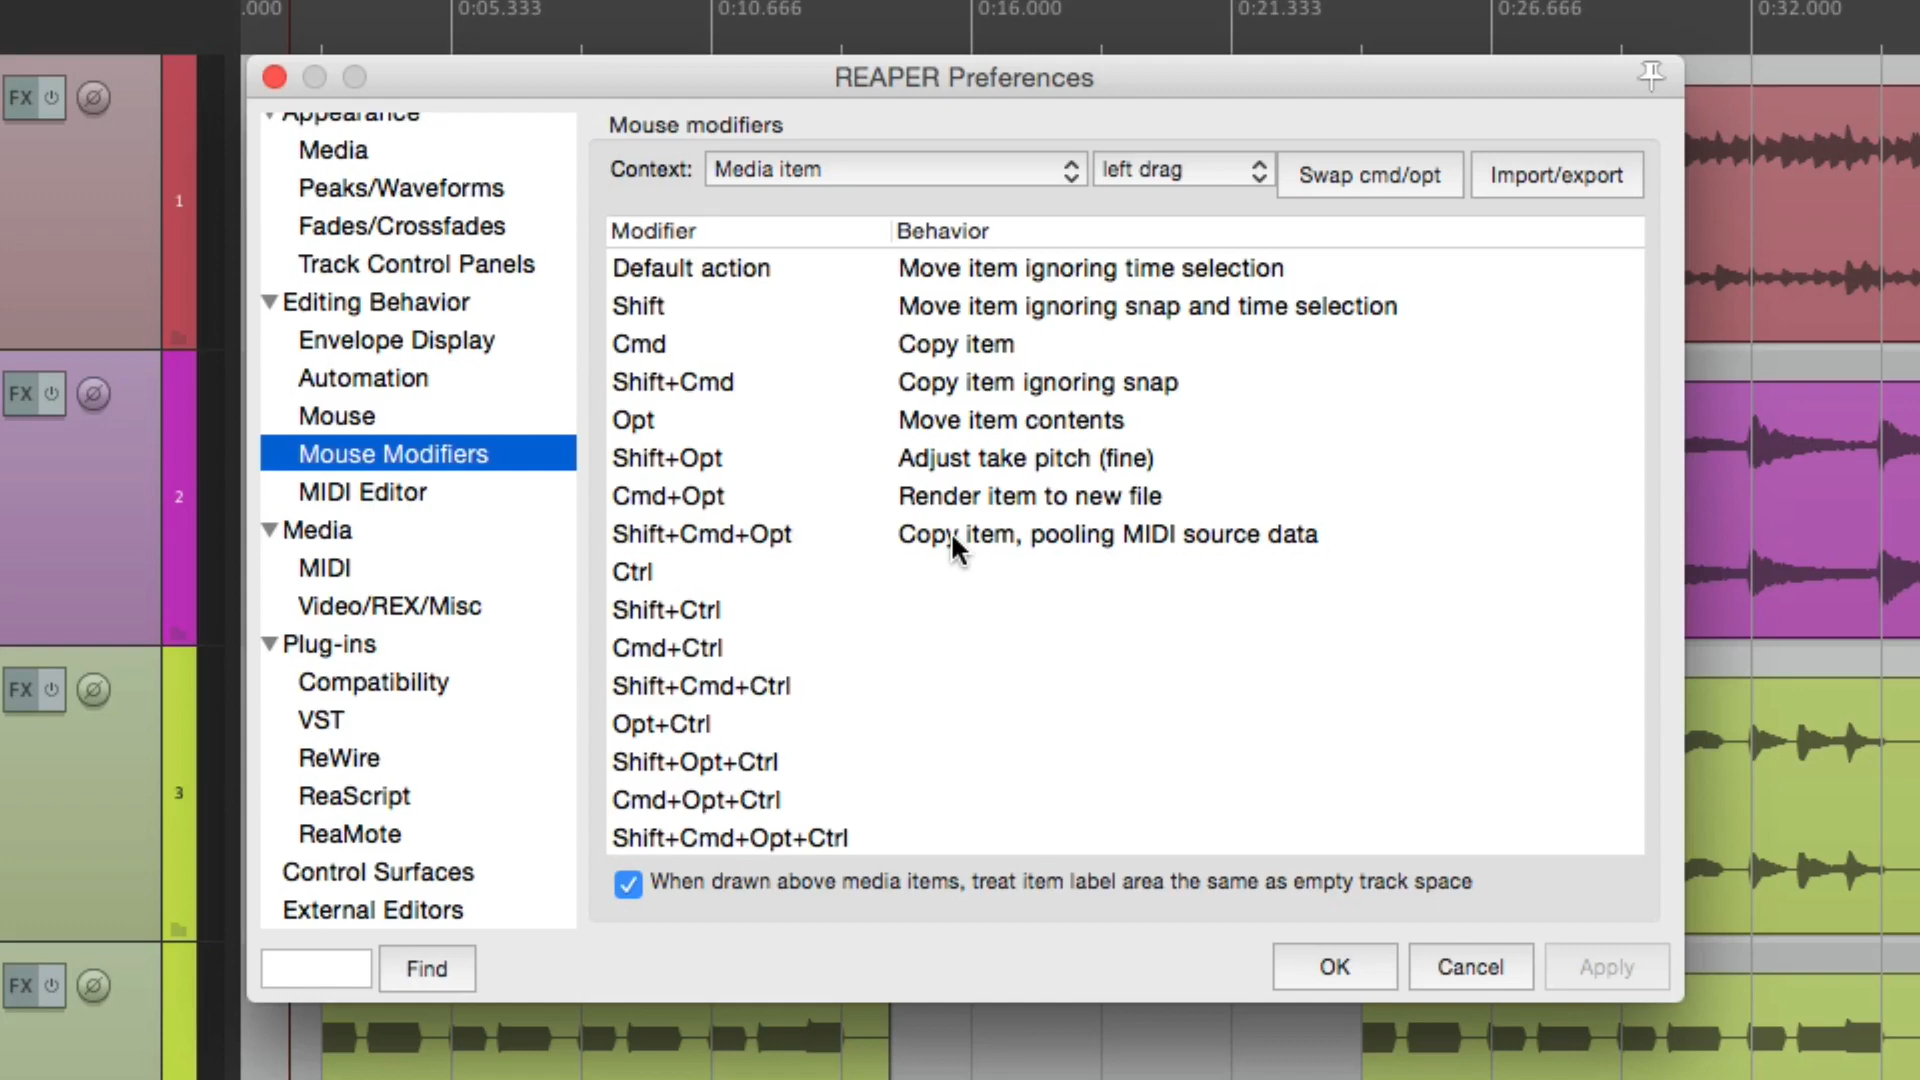 .000 0:05.333 0:10.666 0:16.000 0:21.333 0:26.666 0:32.000
REAPER Preferences
FX
1
FX
2
FX
3
FX
Appearance
Media
Peaks/Waveforms
Fades/Crossfades
Track Control Panels
Editing Behavior
Envelope Display
Automation
Mouse
Mouse Modifiers
MIDI Editor
Media
MIDI
Video/REX/Misc
Plug-ins
Compatibility
VST
ReWire
ReaScript
ReaMote
Control Surfaces
External Editors
Find
Mouse modifiers
Context: Media item left drag Swap cmd/opt Import/export
Modifier Behavior
Default action Move item ignoring time selection
Shift Move item ignoring snap and time selection
Cmd Copy item
Shift+Cmd Copy item ignoring snap
Opt Move item contents
Shift+Opt Adjust take pitch (fine)
Cmd+Opt Render item to new file
Shift+Cmd+Opt Copy item, pooling MIDI source data
Ctrl
Shift+Ctrl
Cmd+Ctrl
Shift+Cmd+Ctrl
Opt+Ctrl
Shift+Opt+Ctrl
Cmd+Opt+Ctrl
Shift+Cmd+Opt+Ctrl
When drawn above media items, treat item label area the same as empty track space
OK Cancel Apply